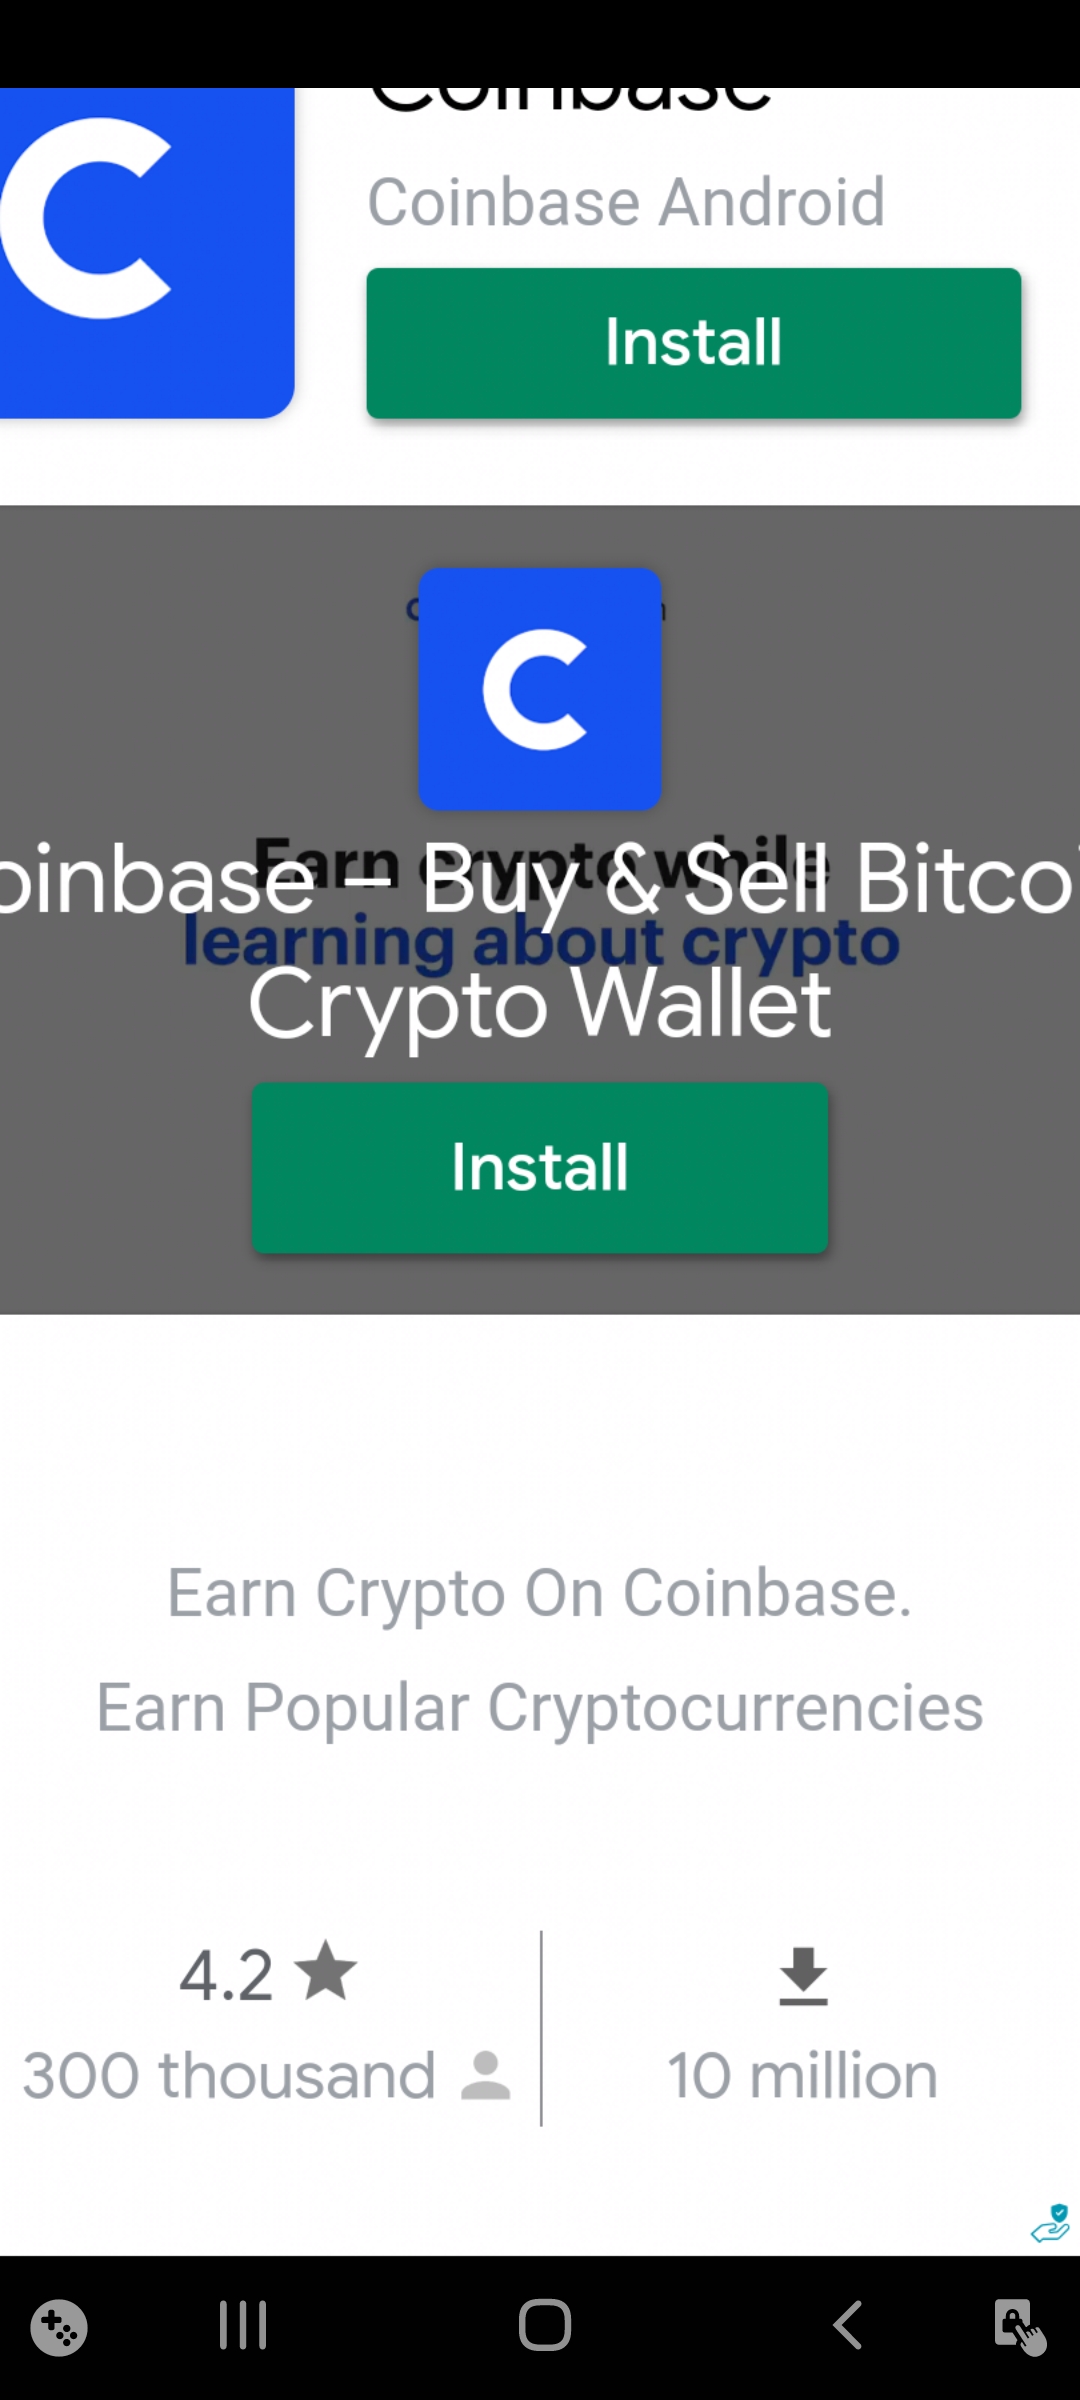 Coinbase
Coinbase Android
Install
Earn crypto while
oinbase – Buy & Sell Bitco
learning about crypto
Crypto Wallet
Install
Earn Crypto On Coinbase.
Earn Popular Cryptocurrencies
4.2
300 thousand
10 million